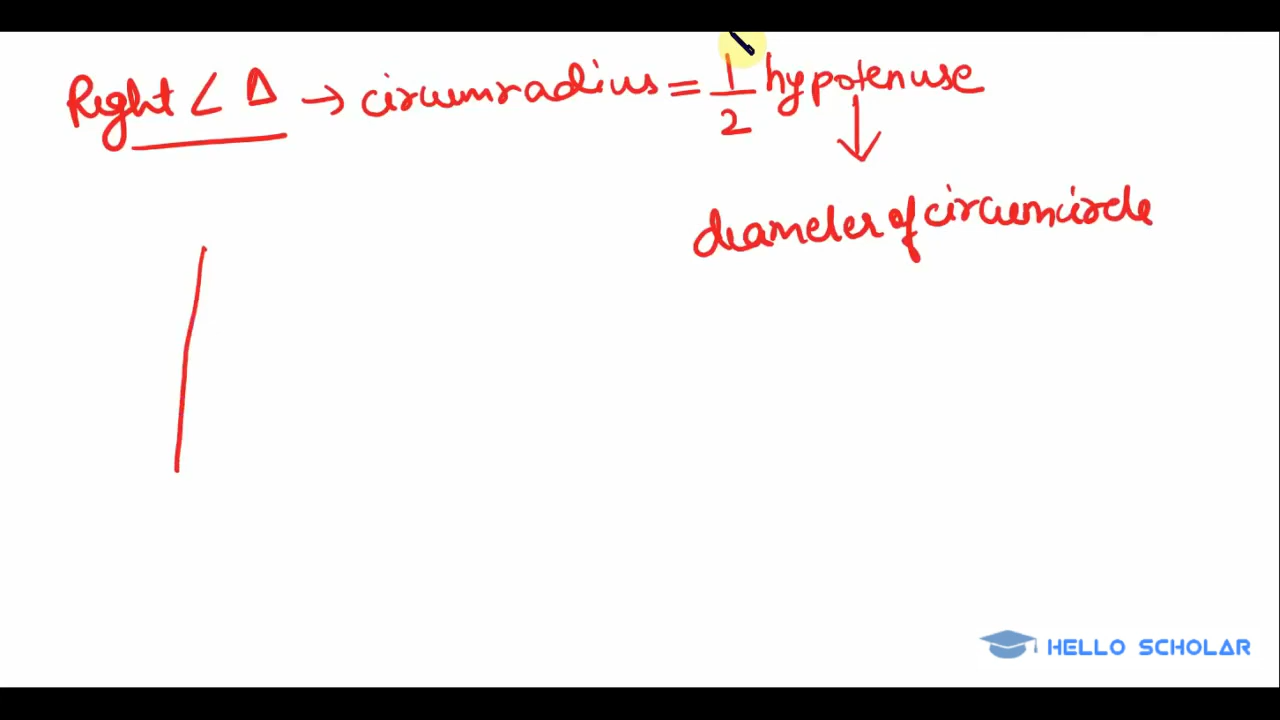 Right ∠ Δ → circumradius = 1/2 hypotenuse
↓
diameter of circumcircle
HELLO SCHOLAR